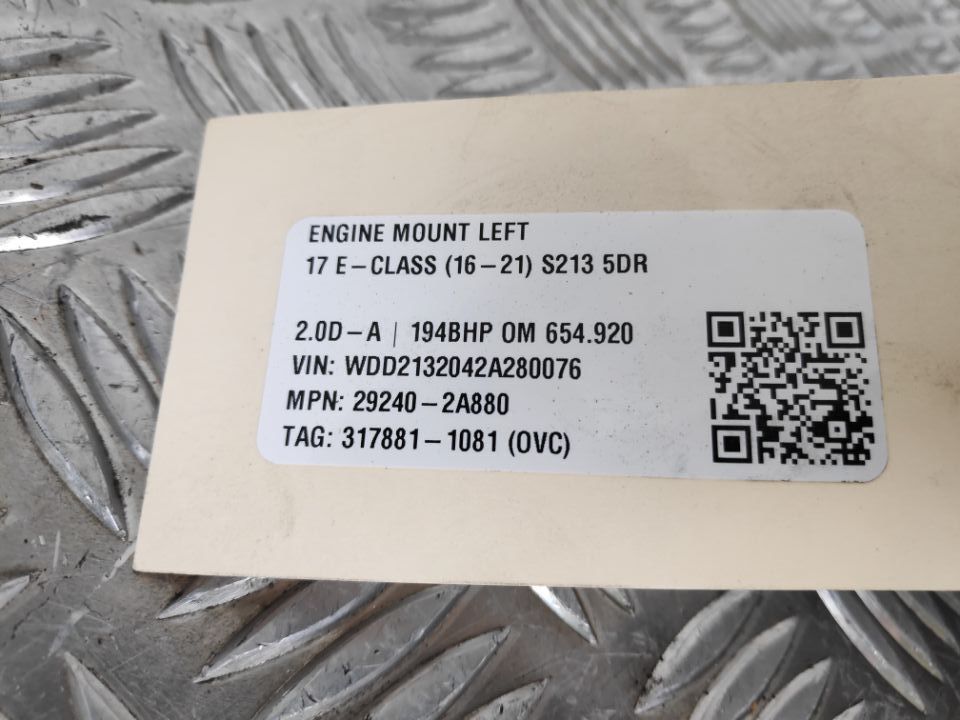 ENGINE MOUNT LEFT
17 E-CLASS (16-21) S213 5DR
2.0D-A | 194BHP OM 654.920
VIN: WDD2132042A280076
MPN: 29240-2A880
TAG: 317881-1081 (OVC)